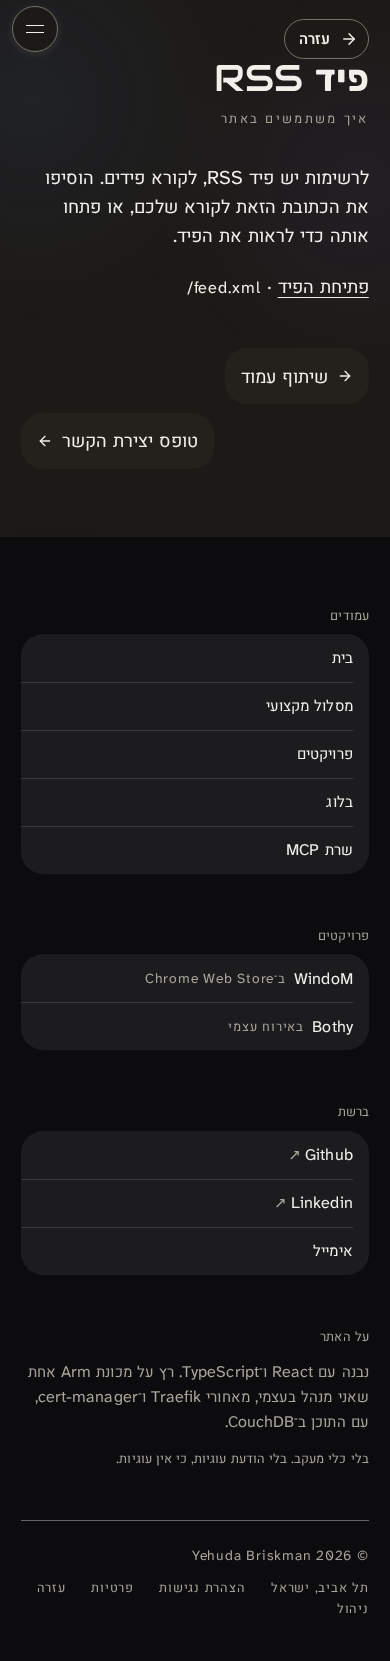 עזרה
פיד RSS
איך משתמשים באתר
לרשימות יש פיד RSS, לקורא פידים. הוסיפו
את הכתובת הזאת לקורא שלכם, או פתחו
אותה כדי לראות את הפיד.
פתיחת הפיד · /feed.xml
שיתוף עמוד
טופס יצירת הקשר
עמודים
בית
מסלול מקצועי
פרויקטים
בלוג
שרת MCP
פרויקטים
WindoM ב־Chrome Web Store
Bothy באירוח עצמי
ברשת
Github ↗
Linkedin ↗
אימייל
על האתר
נבנה עם React ו־TypeScript. רץ על מכונת Arm אחת
שאני מנהל בעצמי, מאחורי Traefik ו־cert-manager,
עם התוכן ב־CouchDB.
בלי כלי מעקב. בלי הודעת עוגיות, כי אין עוגיות.
© 2026 Yehuda Briskman
תל אביב, ישראל הצהרת נגישות פרטיות עזרה
ניהול